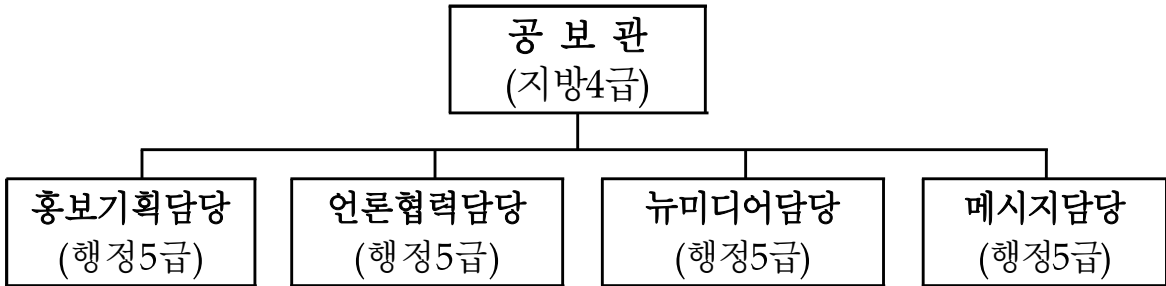 공 보 관
(지방4급)
홍보기획담당
(행정5급)
언론협력담당
(행정5급)
뉴미디어담당
(행정5급)
메시지담당
(행정5급)